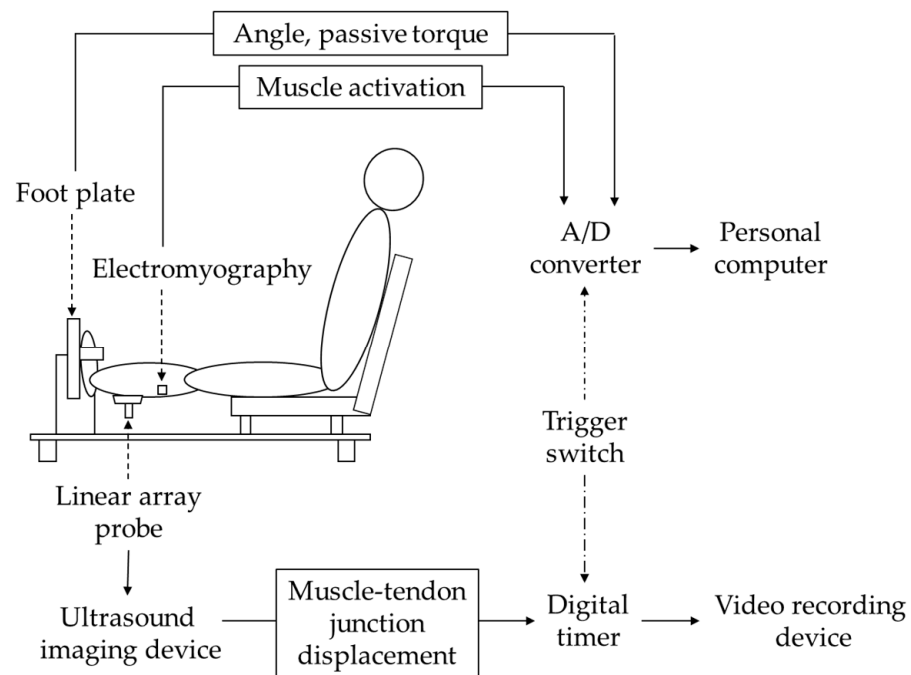 Angle, passive torque
Muscle activation
Foot plate
Electromyography
A/D
converter
Personal
computer
Trigger
switch
Linear array
probe
Ultrasound
imaging device
Muscle-tendon
junction
displacement
Digital
timer
Video recording
device